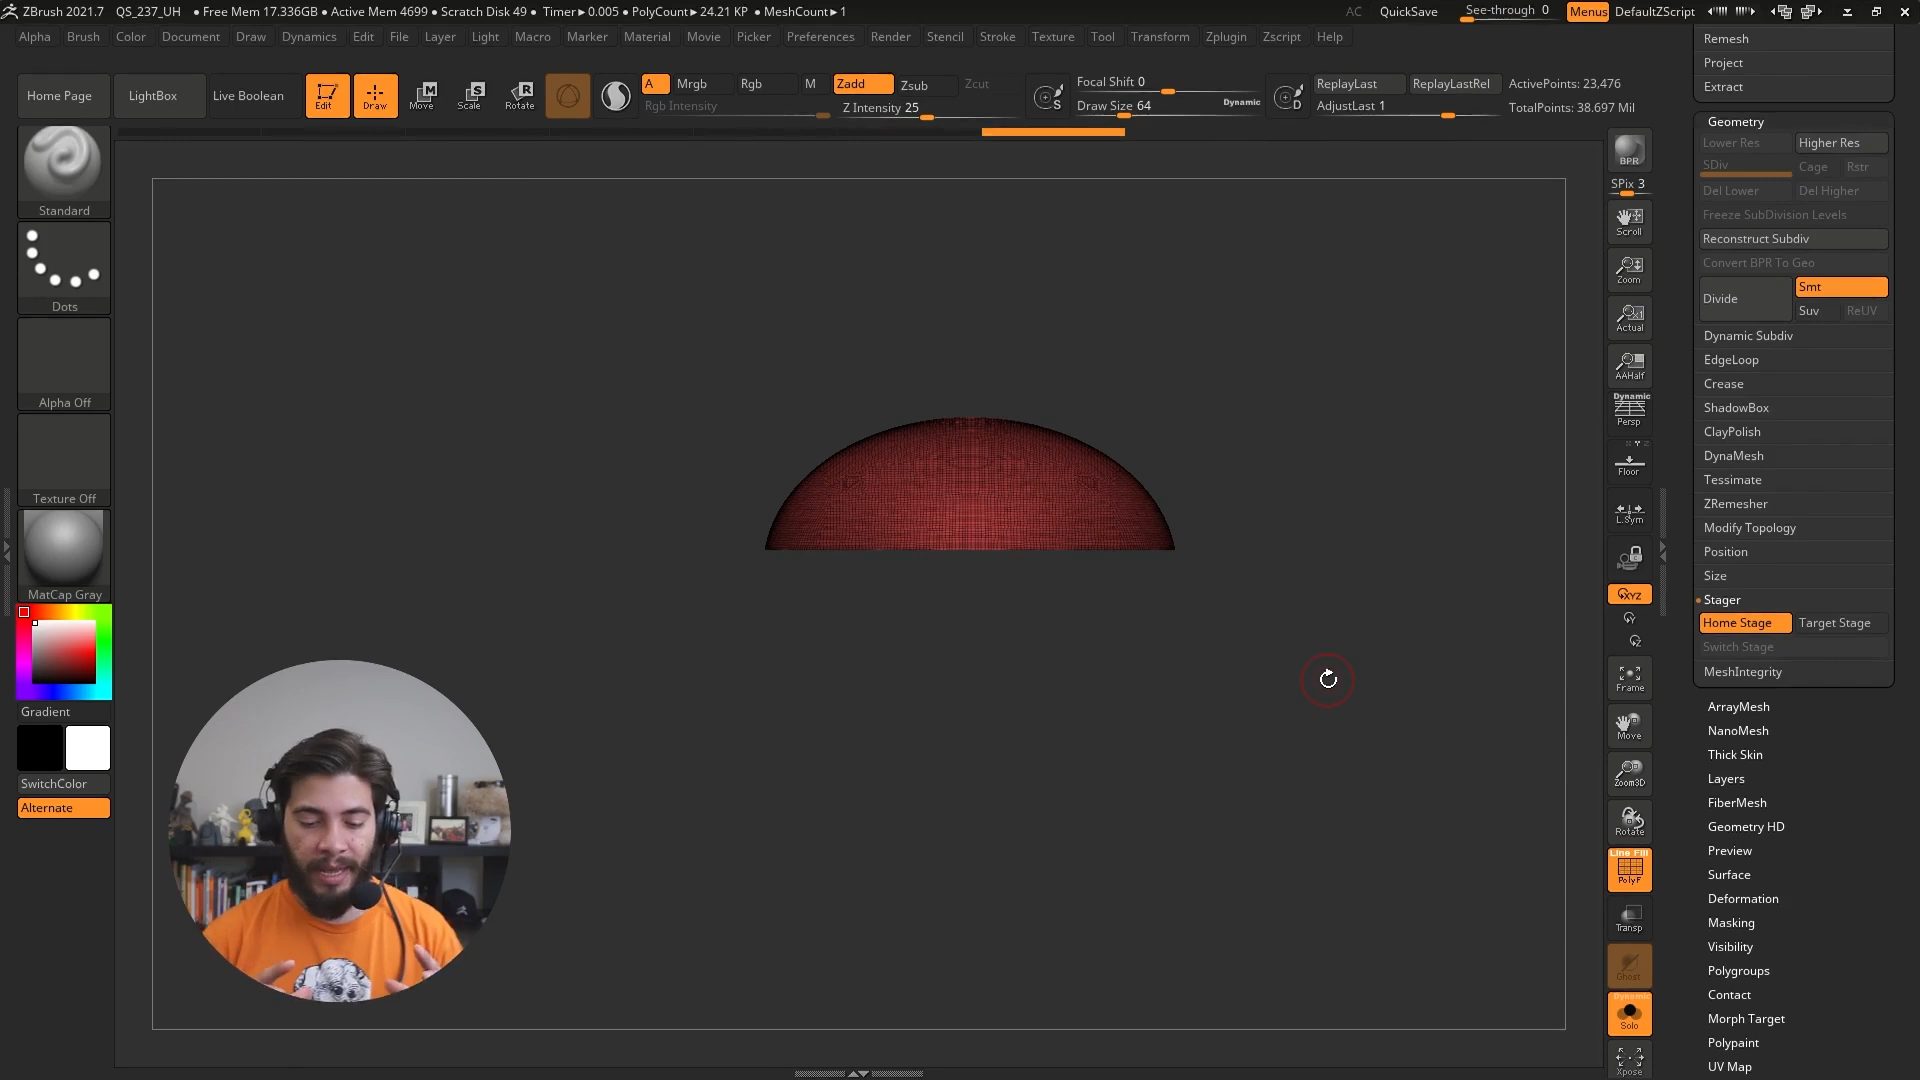 ZBrush 2021.7 QS_237_UH ● Free Mem 17.336GB ● Active Mem 4699 ● Scratch Disk 49 ● Timer►0.005 ● PolyCount►24.21 KP ● MeshCount►1 AC QuickSave See-through 0 Menus DefaultZScript
Alpha Brush Color Document Draw Dynamics Edit File Layer Light Macro Marker Material Movie Picker Preferences Render Stencil Stroke Texture Tool Transform Zplugin Zscript Help
Home Page LightBox Live Boolean Edit Draw Move Scale Rotate
A Mrgb Rgb M Zadd Zsub Zcut
Rgb Intensity Z Intensity 25
Focal Shift 0
Draw Size 64 Dynamic
ReplayLast ReplayLastRel ActivePoints: 23,476
AdjustLast 1 TotalPoints: 38.697 Mil
Standard
Dots
Alpha Off
Texture Off
MatCap Gray
Gradient
SwitchColor
Alternate
BPR
SPix 3
Scroll
Zoom
Actual
AAHalf
Dynamic
Persp
Floor
L.Sym
XYZ
Y
Z
Frame
Move
Zoom3D
Rotate
Line Fill
PolyF
Transp
Ghost
Dynamic
Solo
Xpose
Remesh
Project
Extract
Geometry
Lower Res Higher Res
SDiv Cage Rstr
Del Lower Del Higher
Freeze SubDivision Levels
Reconstruct Subdiv
Convert BPR To Geo
Divide Smt
Suv ReUV
Dynamic Subdiv
EdgeLoop
Crease
ShadowBox
ClayPolish
DynaMesh
Tessimate
ZRemesher
Modify Topology
Position
Size
Stager
Home Stage Target Stage
Switch Stage
MeshIntegrity
ArrayMesh
NanoMesh
Thick Skin
Layers
FiberMesh
Geometry HD
Preview
Surface
Deformation
Masking
Visibility
Polygroups
Contact
Morph Target
Polypaint
UV Map